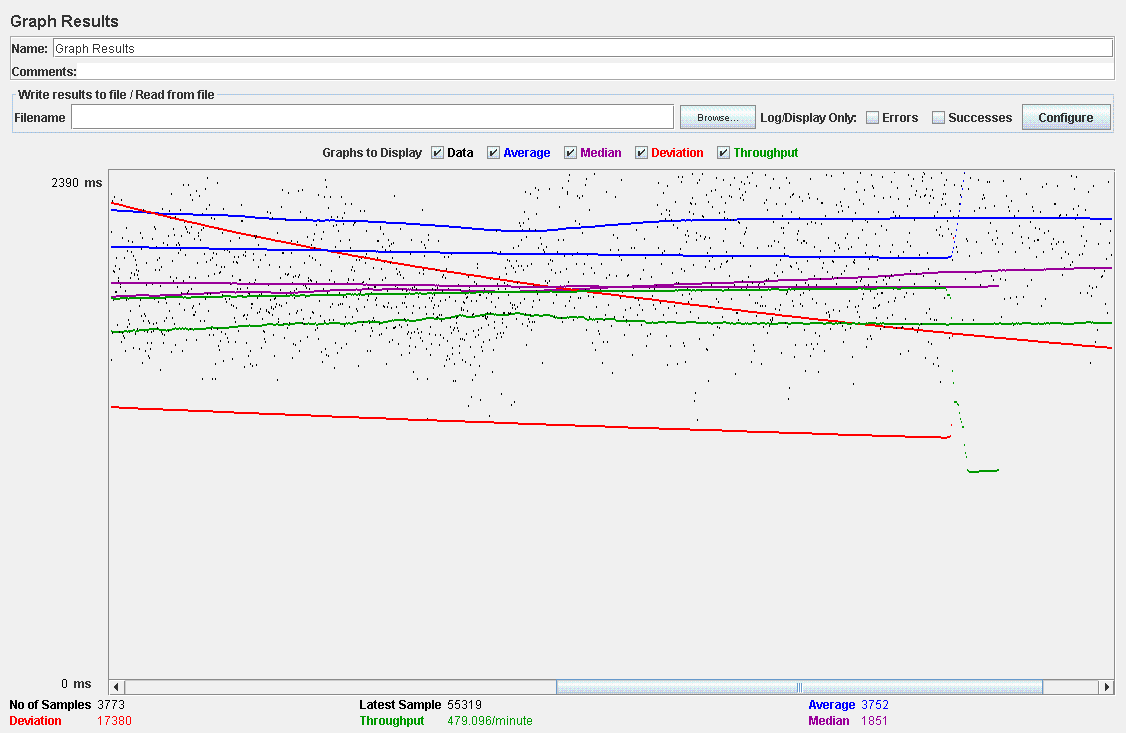 Graph Results
Name: Graph Results
Comments:
Write results to file / Read from file
Filename Browse... Log/Display Only: Errors Successes Configure
Graphs to Display Data Average Median Deviation Throughput
2390 ms
0 ms
No of Samples 3773 Latest Sample 55319 Average 3752
Deviation 17380 Throughput 479.096/minute Median 1851